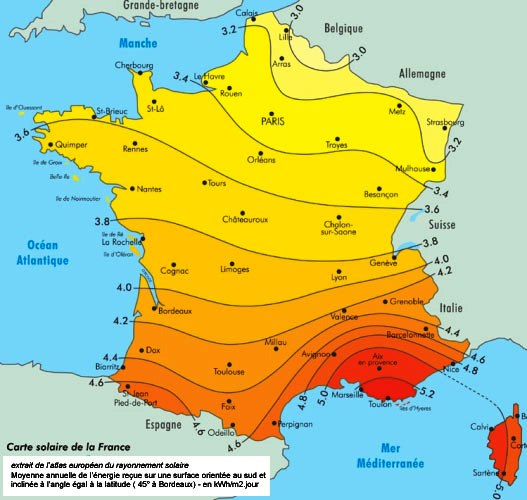 Grande-bretagne
Calais
3.0
3.2
Lille
Belgique
Manche
3.0
Arras
Cherbourg
3.4
Le Havre
Allemagne
Rouen
St-Lô
Ile d'Ouessant
St-Brieuc
PARIS
Metz
Strasbourg
3.6
Quimper
Rennes
Troyes
3.2
Ile de Groix
Orléans
Mulhouse
Belle Ile
Nantes
Tours
Besançon
3.4
Ile de Noirmoutier
3.6
Châteauroux
Chalon-
sur-Saone
3.8
Suisse
Ile de Ré
La Rochelle
3.8
Océan
Atlantique
Ile d'Oléron
Genève
4.0
Cognac
Limoges
Lyon
4.2
4.0
Bordeaux
Grenoble
Italie
4.2
Valence
Barcelonnette
4.4
Dax
Millau
Avignon
4.4
4.6
Aix
en provence
4.8
Biarritz
Toulouse
Nice
4.6
St-Jean
Pied-de-Port
4.8
5.0
Marseille
5.2
Foix
Toulon
Iles d'Hyeres
Espagne
4.6
Odeillo
Perpignan
Calvi
Carte solaire de la France
Mer
Méditerranée
extrait de l'atlas européen du rayonnement solaire
Moyenne annuelle de l'énergie reçue sur une surface orientée au sud et
inclinée à l'angle égal à la latitude ( 45° à Bordeaux) - en kWh/m2.jour
Sartène
5.0